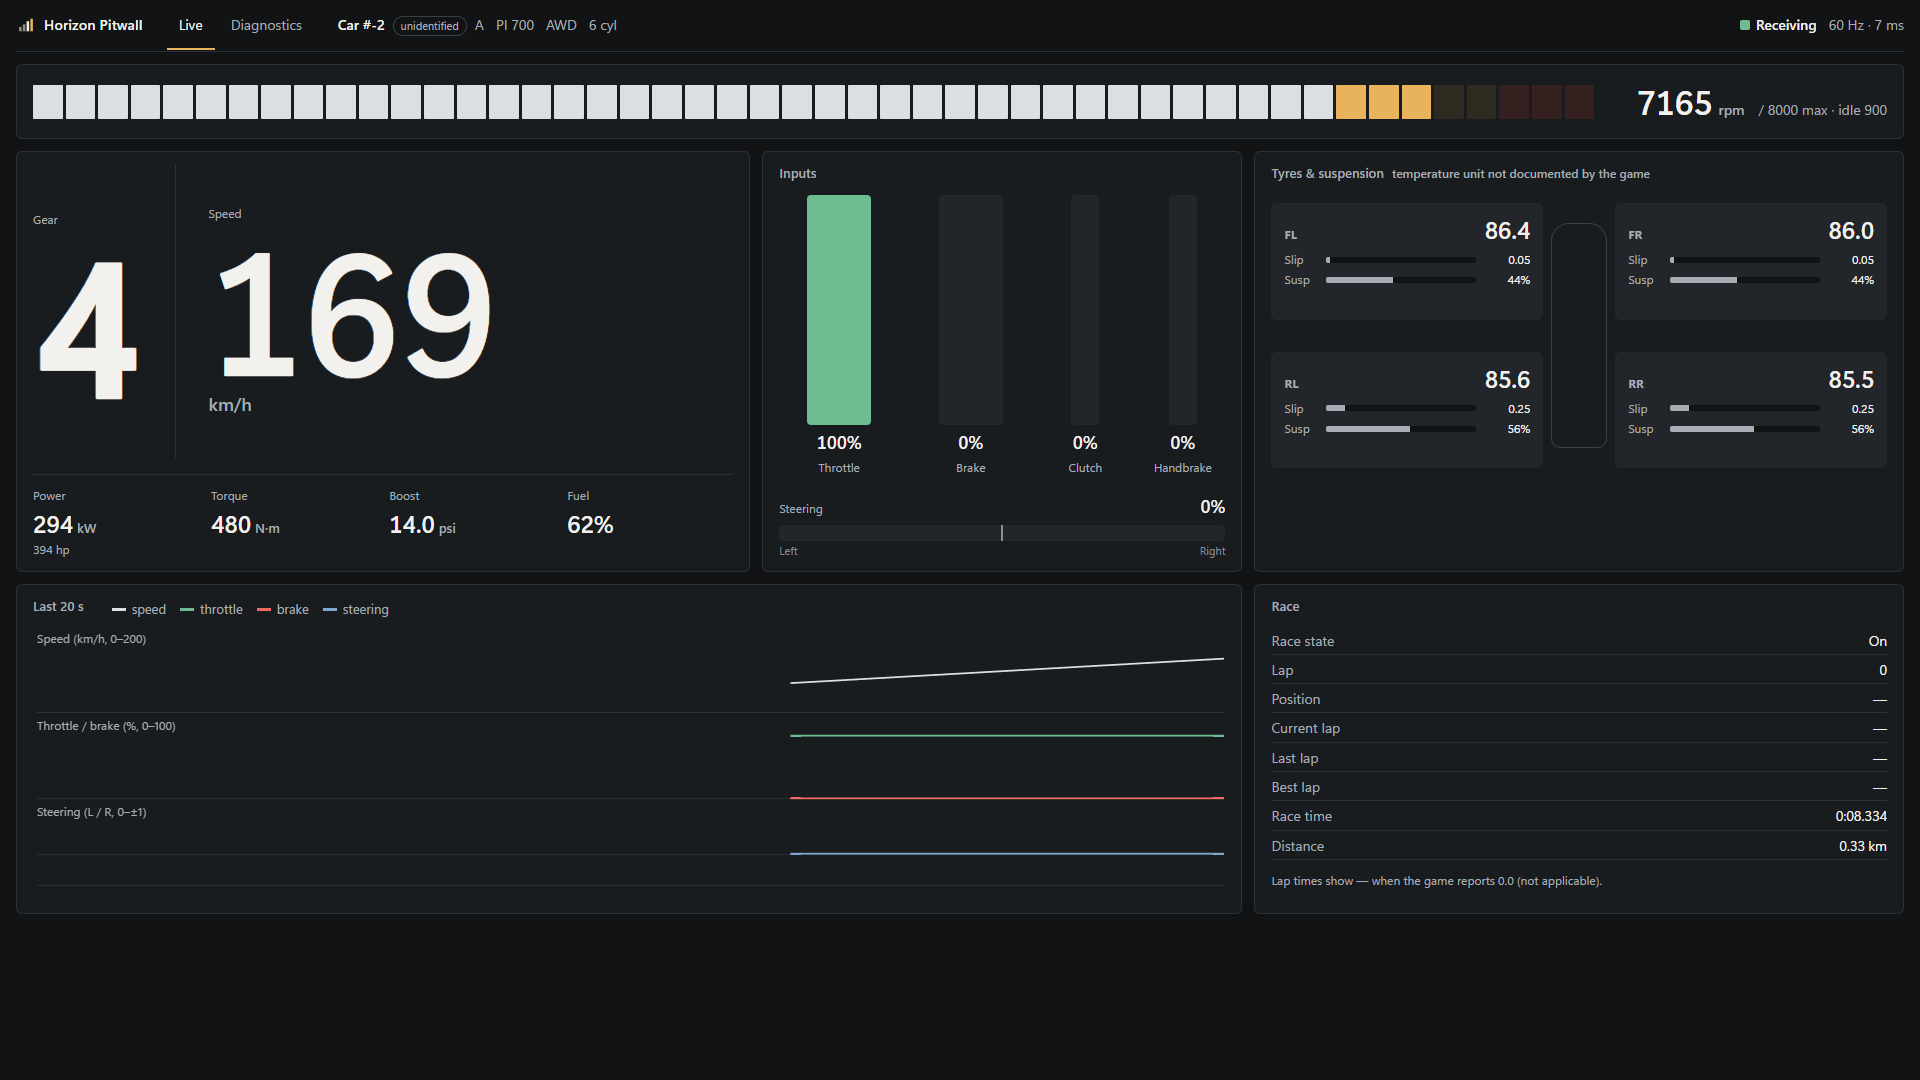 Horizon Pitwall Live Diagnostics Car #-2 unidentified A PI 700 AWD 6 cyl Receiving 60 Hz · 7 ms
7165 rpm / 8000 max · idle 900
Gear
4
Speed
169
km/h
Power
294 kW
394 hp
Torque
480 N·m
Boost
14.0 psi
Fuel
62%
Inputs
100% 0% 0% 0%
Throttle Brake Clutch Handbrake
Steering 0%
Left Right
Tyres & suspension temperature unit not documented by the game
FL 86.4
Slip 0.05
Susp 44%
FR 86.0
Slip 0.05
Susp 44%
RL 85.6
Slip 0.25
Susp 56%
RR 85.5
Slip 0.25
Susp 56%
Last 20 s speed throttle brake steering
Speed (km/h, 0–200)
Throttle / brake (%, 0–100)
Steering (L / R, 0–±1)
Race
Race state On
Lap 0
Position —
Current lap —
Last lap —
Best lap —
Race time 0:08.334
Distance 0.33 km
Lap times show — when the game reports 0.0 (not applicable).